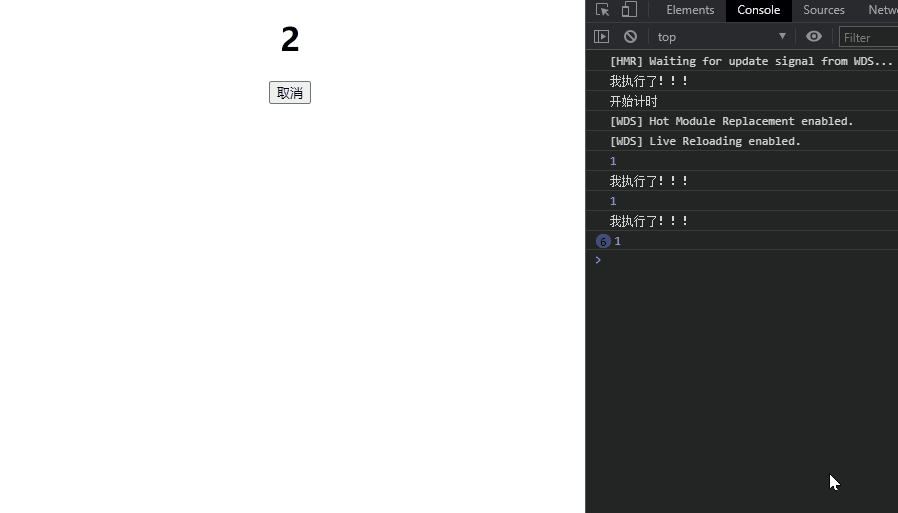 2
取消
Elements Console Sources Netw
top Filter
[HMR] Waiting for update signal from WDS...
我执行了!!!
开始计时
[WDS] Hot Module Replacement enabled.
[WDS] Live Reloading enabled.
1
我执行了!!!
1
我执行了!!!
6 1
>